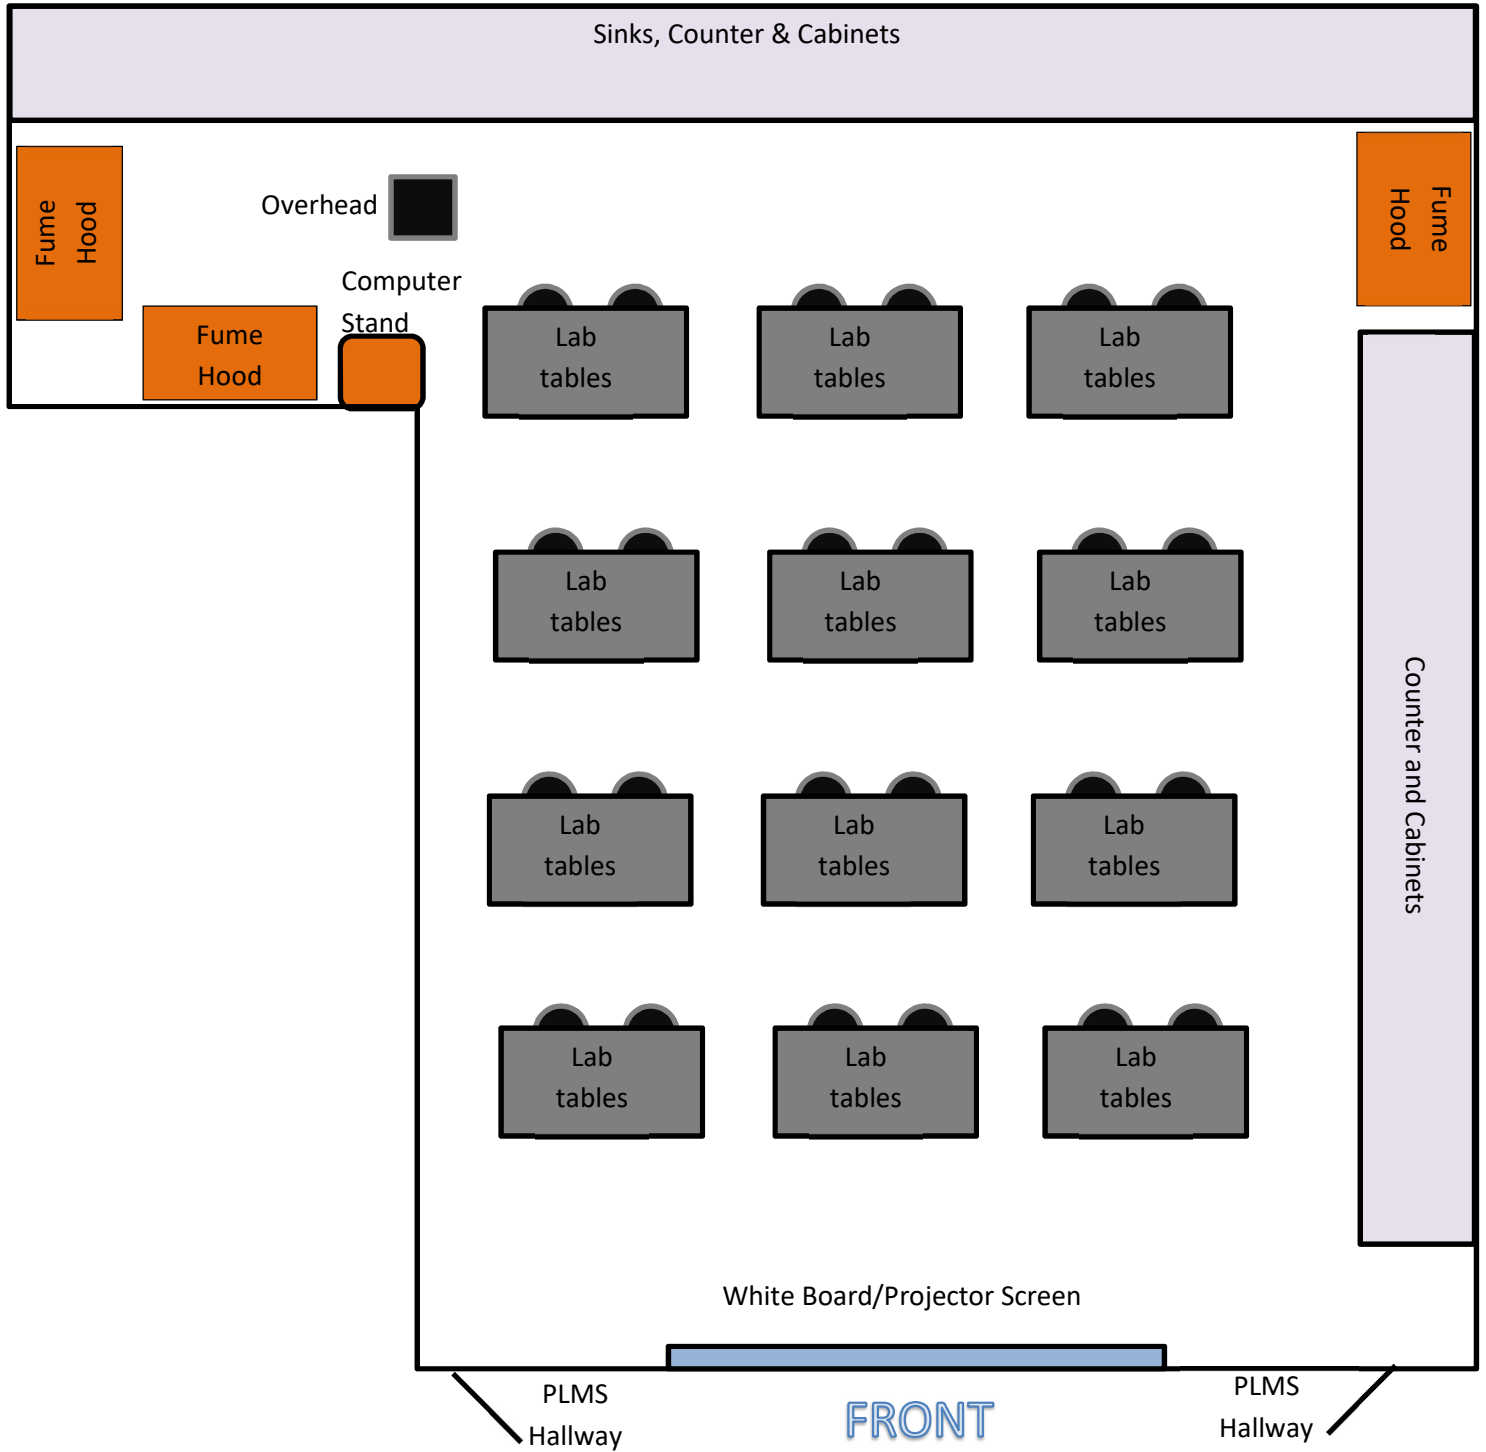 Sinks, Counter & Cabinets
Fume
Hood
Overhead
Fume
Hood
Computer
Stand
Fume
Hood
Lab
tables
Lab
tables
Lab
tables
Lab
tables
Lab
tables
Lab
tables
Counter and Cabinets
Lab
tables
Lab
tables
Lab
tables
Lab
tables
Lab
tables
Lab
tables
White Board/Projector Screen
PLMS
Hallway
FRONT
PLMS
Hallway